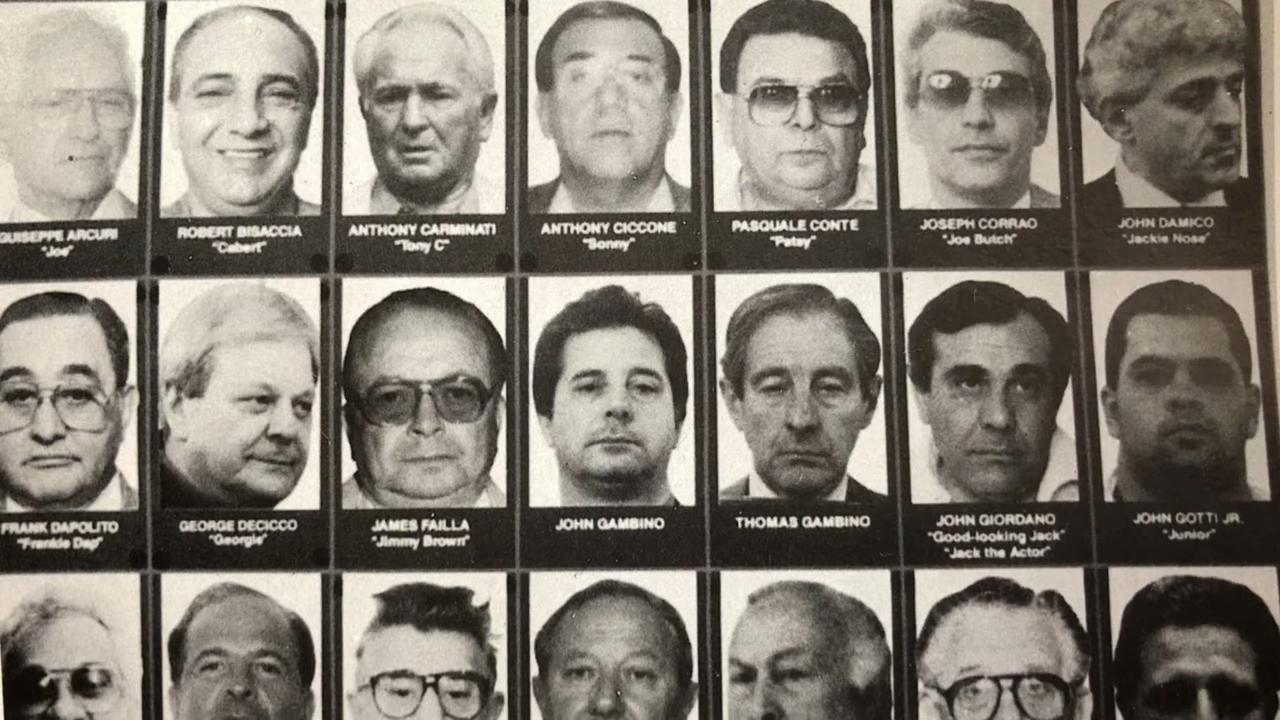 GUISEPPE ARCURI
"Joe"
ROBERT BISACCIA
"Cabert"
ANTHONY CARMINATI
"Tony C"
ANTHONY CICCONE
"Sonny"
PASQUALE CONTE
"Patsy"
JOSEPH CORRAO
"Joe Butch"
JOHN DAMICO
"Jackie Nose"
FRANK DAPOLITO
"Frankie Dap"
GEORGE DECICCO
"Georgie"
JAMES FAILLA
"Jimmy Brown"
JOHN GAMBINO
THOMAS GAMBINO
JOHN GIORDANO
"Good-looking Jack"
"Jack the Actor"
JOHN GOTTI JR.
"Junior"